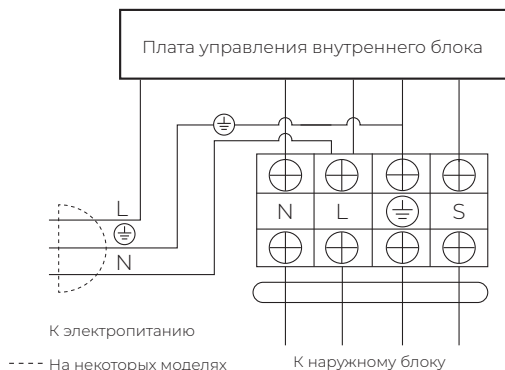 Плата управления внутреннего блока
L
N
N L S
К электропитанию
На некоторых моделях
К наружному блоку